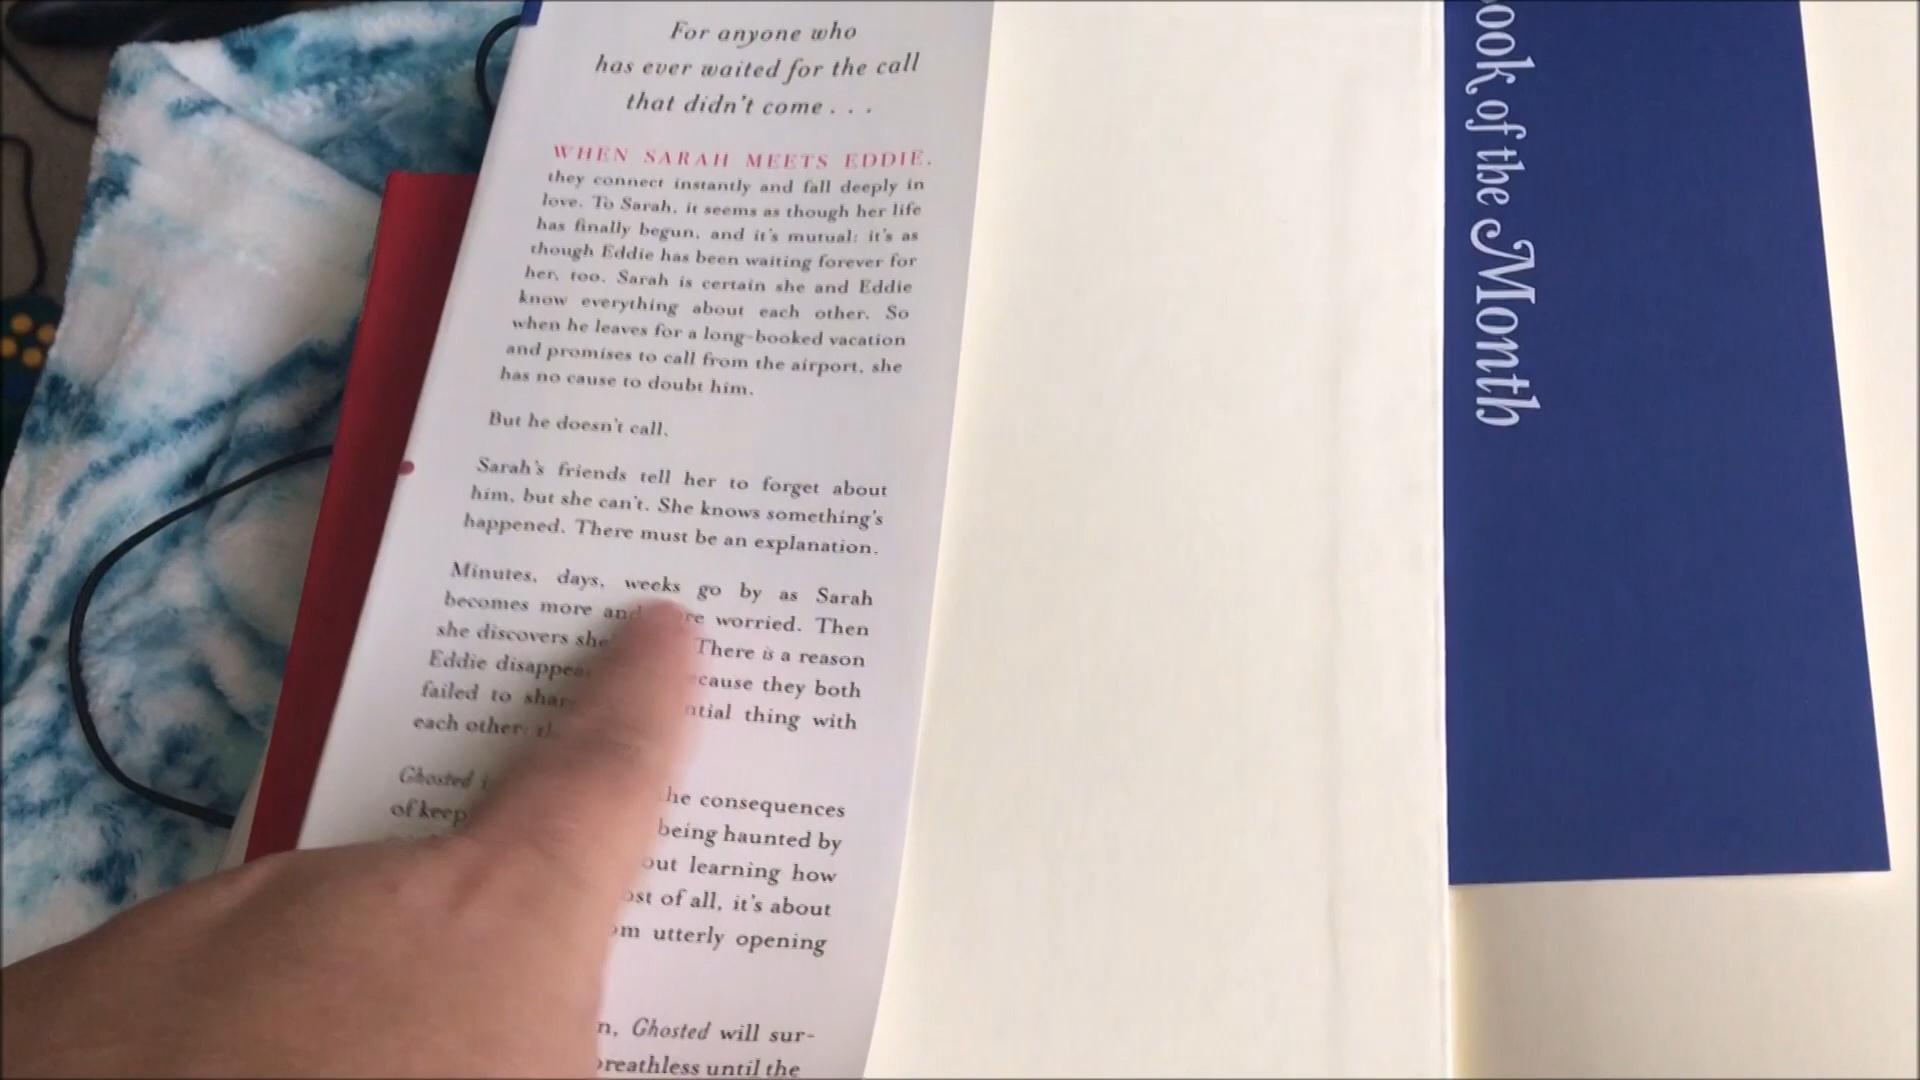 For anyone who
has ever waited for the call
that didn't come . . .
WHEN SARAH MEETS EDDIE,
they connect instantly and fall deeply in
love. To Sarah, it seems as though her life
has finally begun, and it's mutual: it's as
though Eddie has been waiting forever for
her, too. Sarah is certain she and Eddie
know everything about each other. So
when he leaves for a long-booked vacation
and promises to call from the airport, she
has no cause to doubt him.
But he doesn't call.
Sarah's friends tell her to forget about
him, but she can't. She knows something's
happened. There must be an explanation.
Minutes, days, weeks go by as Sarah
becomes more and worried. Then
she discovers There is a reason
Eddie they both
failed to thing with
each other:
Ghosted the consequences
of being haunted by
learning how
of all, it's about
utterly opening
Ghosted will sur-
breathless until the
of the Month